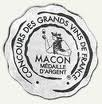 CONCOURS DES GRANDS VINS DE FRANCE
MACON
MÉDAILLE
D'ARGENT